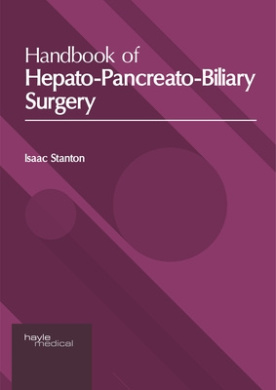 Handbook of
Hepato-Pancreato-Biliary
Surgery
Isaac Stanton
hayle
medical